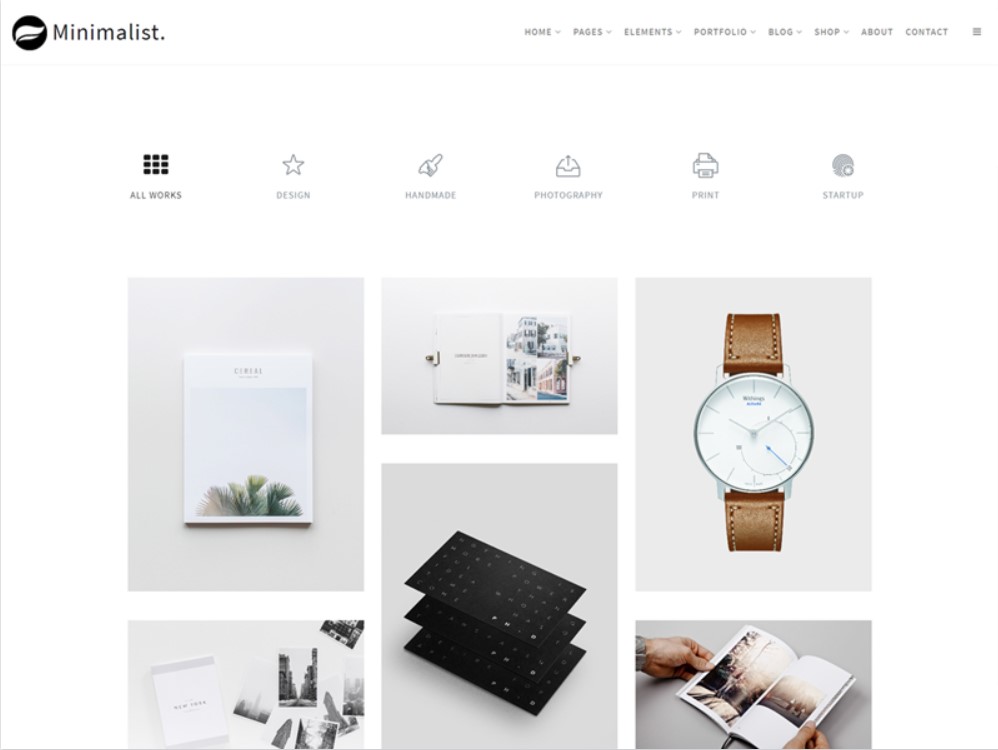 Minimalist.
HOME PAGES ELEMENTS PORTFOLIO BLOG SHOP ABOUT CONTACT
ALL WORKS DESIGN HANDMADE PHOTOGRAPHY PRINT STARTUP
Withings
NEW YORK